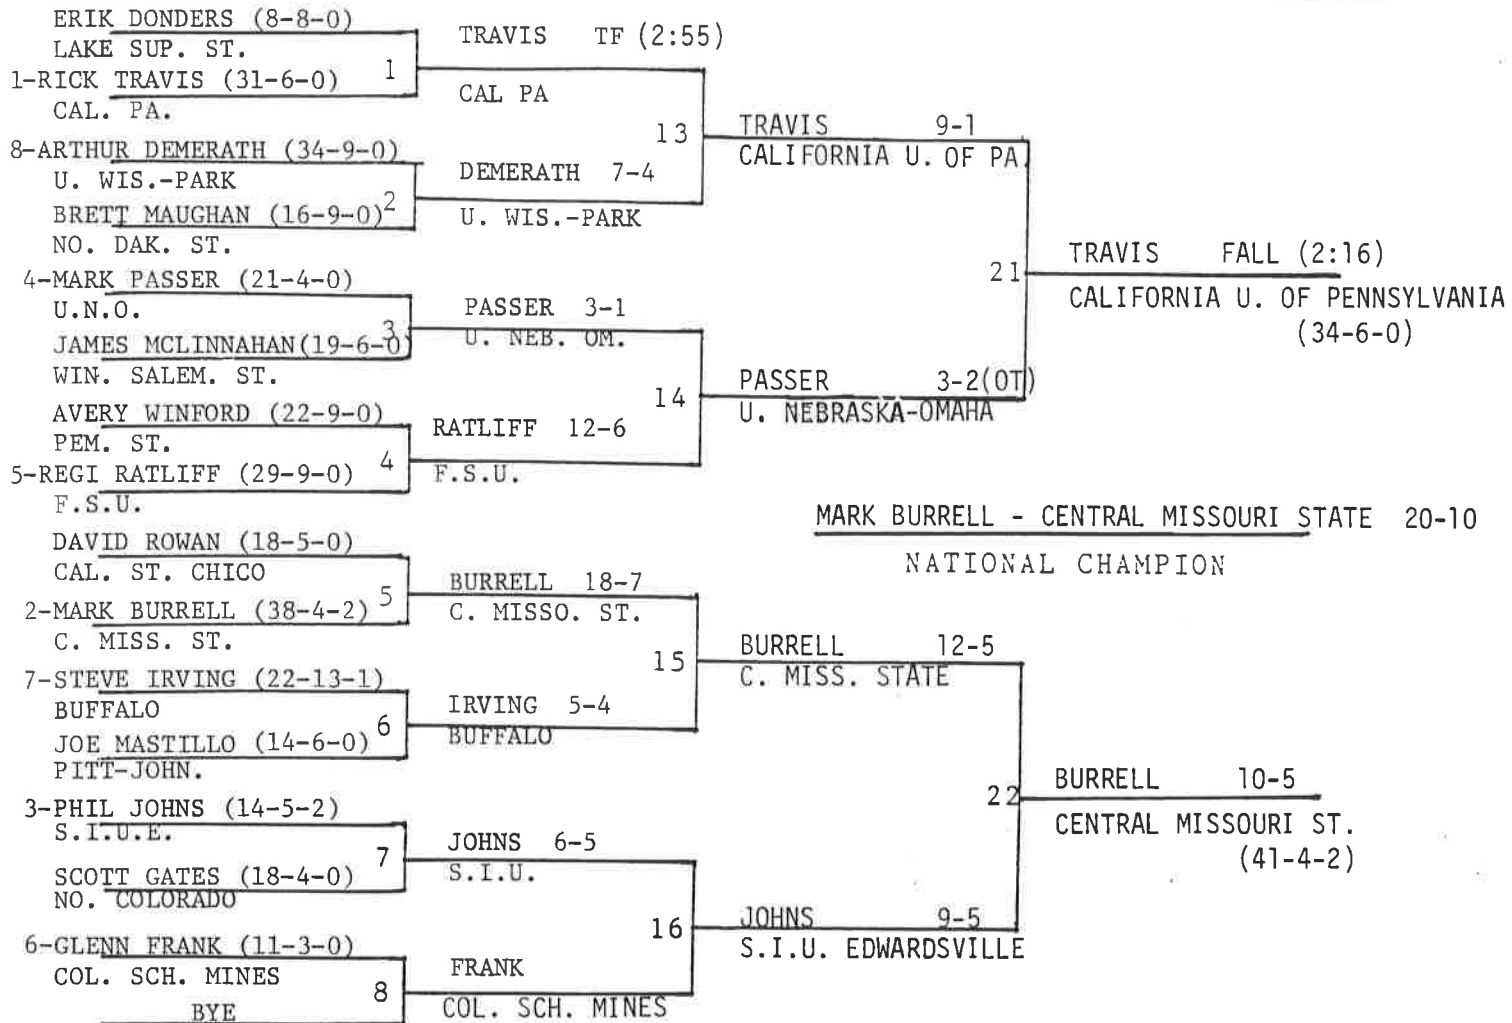 ERIK DONDERS (8-8-0)
LAKE SUP. ST.
1
1-RICK TRAVIS (31-6-0)
CAL. PA.
TRAVIS TF (2:55)
CAL PA
8-ARTHUR DEMERATH (34-9-0)
U. WIS.-PARK
2
BRETT MAUGHAN (16-9-0)
NO. DAK. ST.
DEMERATH 7-4
U. WIS.-PARK
13
TRAVIS 9-1
CALIFORNIA U. OF PA
4-MARK PASSER (21-4-0)
U.N.O.
3
JAMES MCLINNAHAN(19-6-0)
WIN. SALEM. ST.
PASSER 3-1
U. NEB. OM.
AVERY WINFORD (22-9-0)
PEM. ST.
4
5-REGI RATLIFF (29-9-0)
F.S.U.
RATLIFF 12-6
F.S.U.
14
PASSER 3-2(OT)
U. NEBRASKA-OMAHA
21
TRAVIS FALL (2:16)
CALIFORNIA U. OF PENNSYLVANIA
(34-6-0)
MARK BURRELL - CENTRAL MISSOURI STATE 20-10
NATIONAL CHAMPION
DAVID ROWAN (18-5-0)
CAL. ST. CHICO
5
2-MARK BURRELL (38-4-2)
C. MISS. ST.
BURRELL 18-7
C. MISSO. ST.
7-STEVE IRVING (22-13-1)
BUFFALO
6
JOE MASTILLO (14-6-0)
PITT-JOHN.
IRVING 5-4
BUFFALO
15
BURRELL 12-5
C. MISS. STATE
3-PHIL JOHNS (14-5-2)
S.I.U.E.
7
SCOTT GATES (18-4-0)
NO. COLORADO
JOHNS 6-5
S.I.U.
6-GLENN FRANK (11-3-0)
COL. SCH. MINES
8
BYE
FRANK
COL. SCH. MINES
16
JOHNS 9-5
S.I.U. EDWARDSVILLE
22
BURRELL 10-5
CENTRAL MISSOURI ST.
(41-4-2)